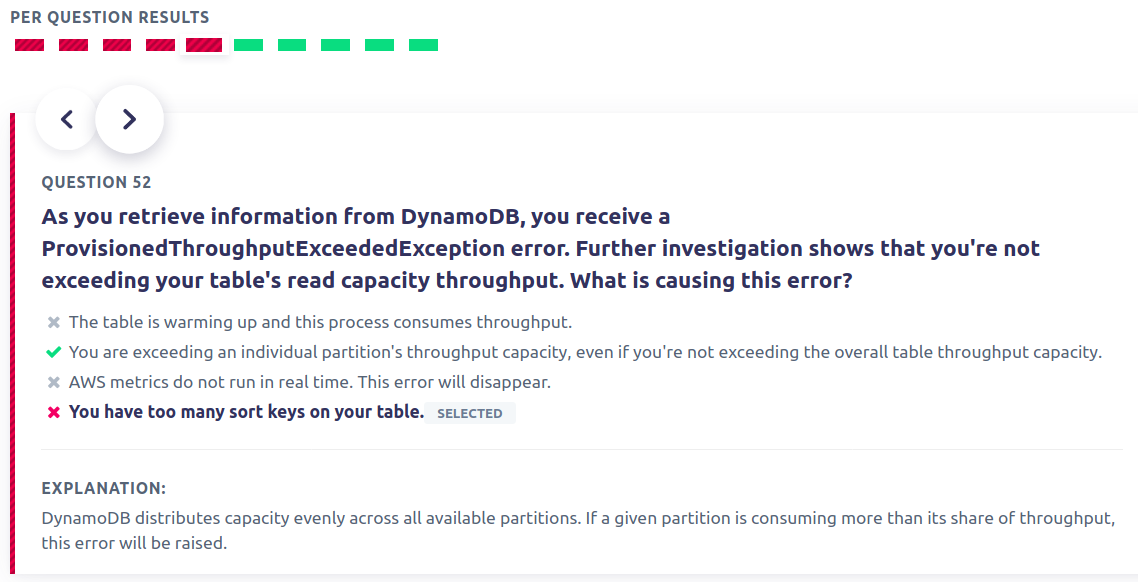 PER QUESTION RESULTS
QUESTION 52
As you retrieve information from DynamoDB, you receive a
ProvisionedThroughputExceededException error. Further investigation shows that you're not
exceeding your table's read capacity throughput. What is causing this error?
The table is warming up and this process consumes throughput.
You are exceeding an individual partition's throughput capacity, even if you're not exceeding the overall table throughput capacity.
AWS metrics do not run in real time. This error will disappear.
You have too many sort keys on your table. SELECTED
EXPLANATION:
DynamoDB distributes capacity evenly across all available partitions. If a given partition is consuming more than its share of throughput,
this error will be raised.